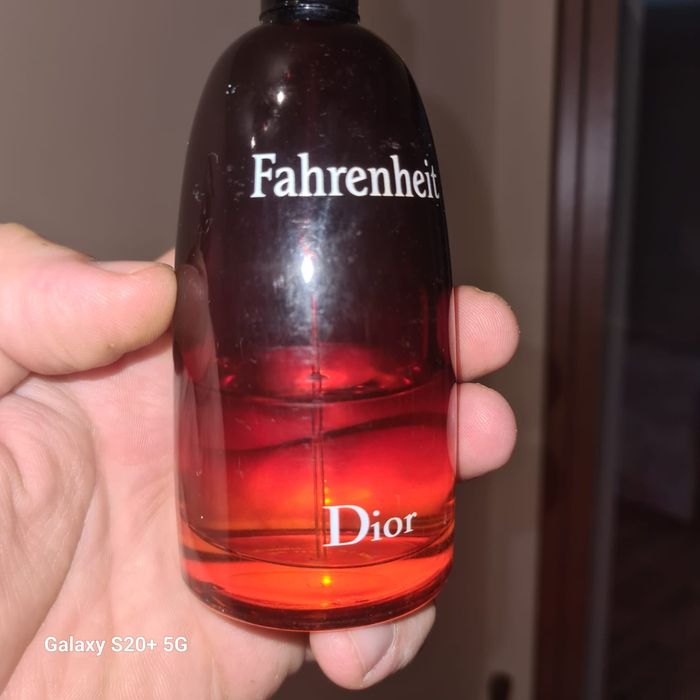 Fahrenheit
Dior
Galaxy S20+ 5G